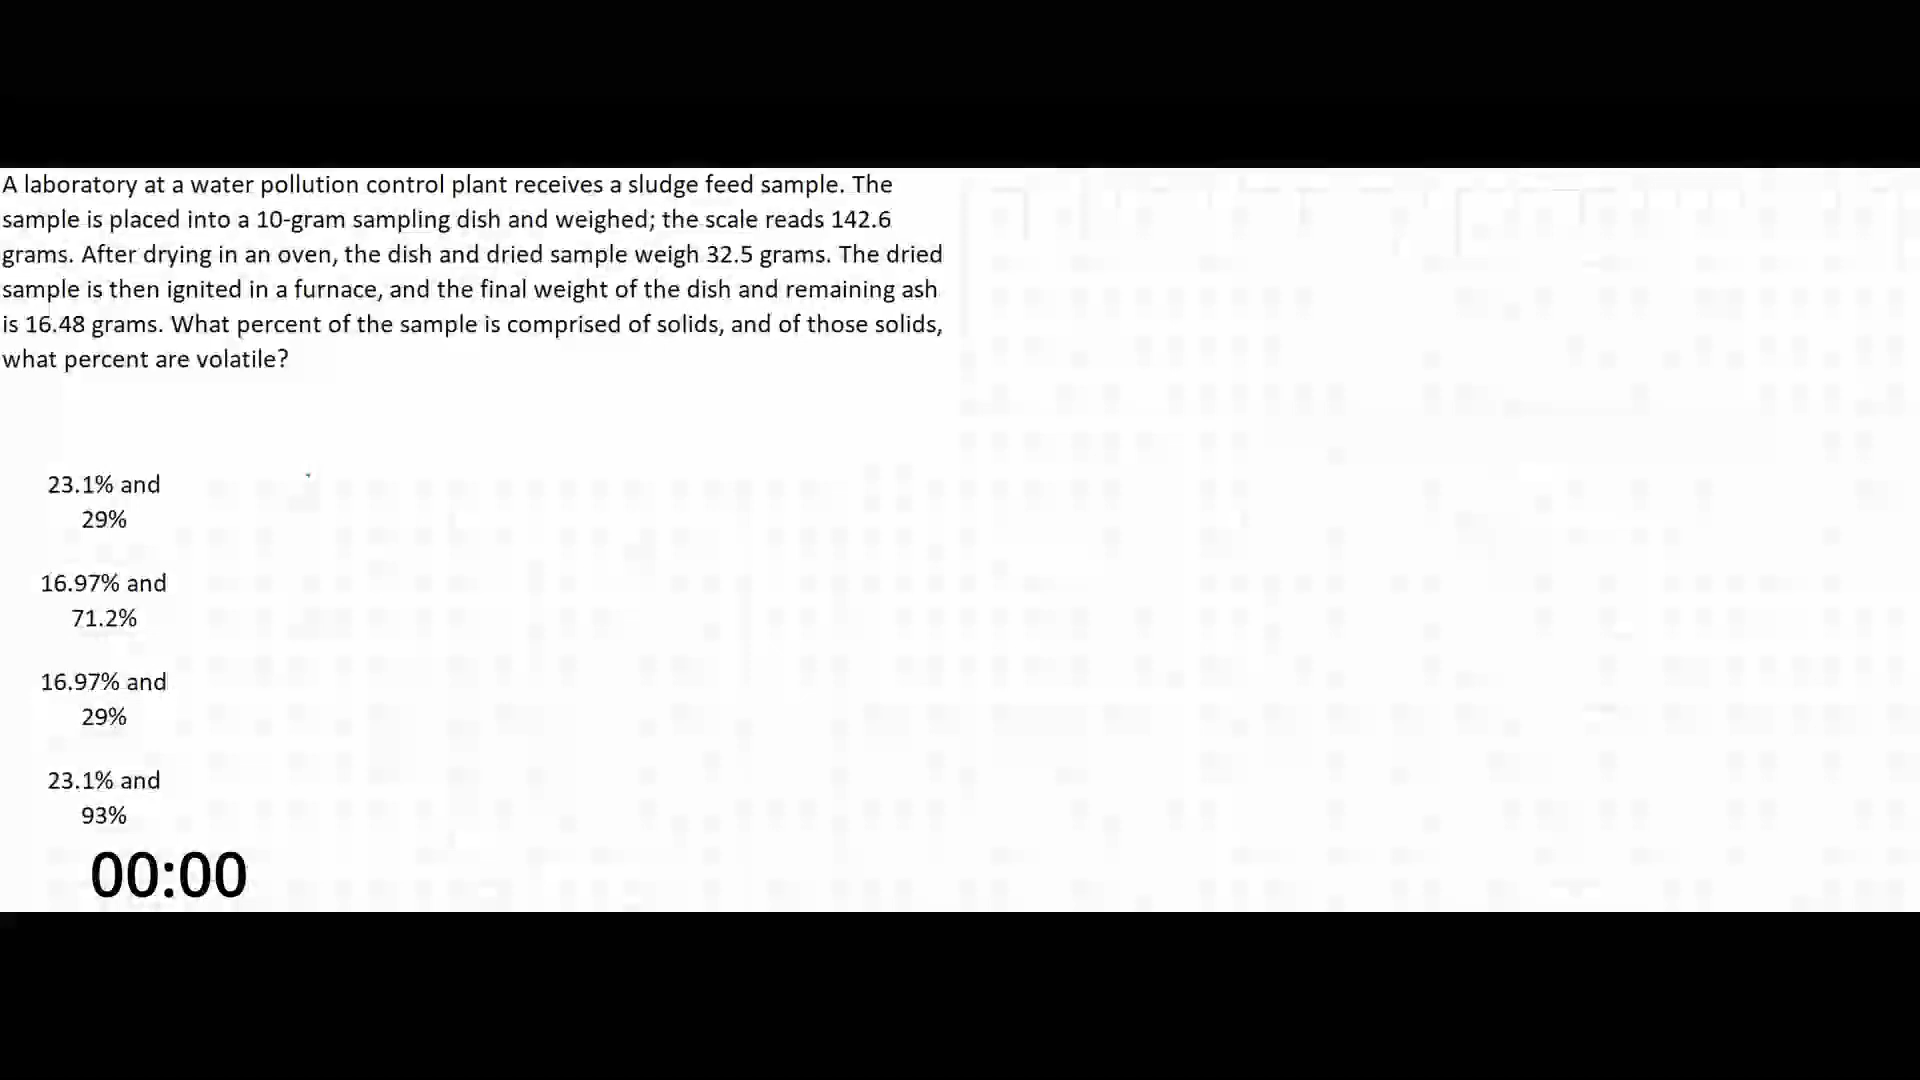 A laboratory at a water pollution control plant receives a sludge feed sample. The
sample is placed into a 10-gram sampling dish and weighed; the scale reads 142.6
grams. After drying in an oven, the dish and dried sample weigh 32.5 grams. The dried
sample is then ignited in a furnace, and the final weight of the dish and remaining ash
is 16.48 grams. What percent of the sample is comprised of solids, and of those solids,
what percent are volatile?
23.1% and
29%
16.97% and
71.2%
16.97% and
29%
23.1% and
93%
00:00